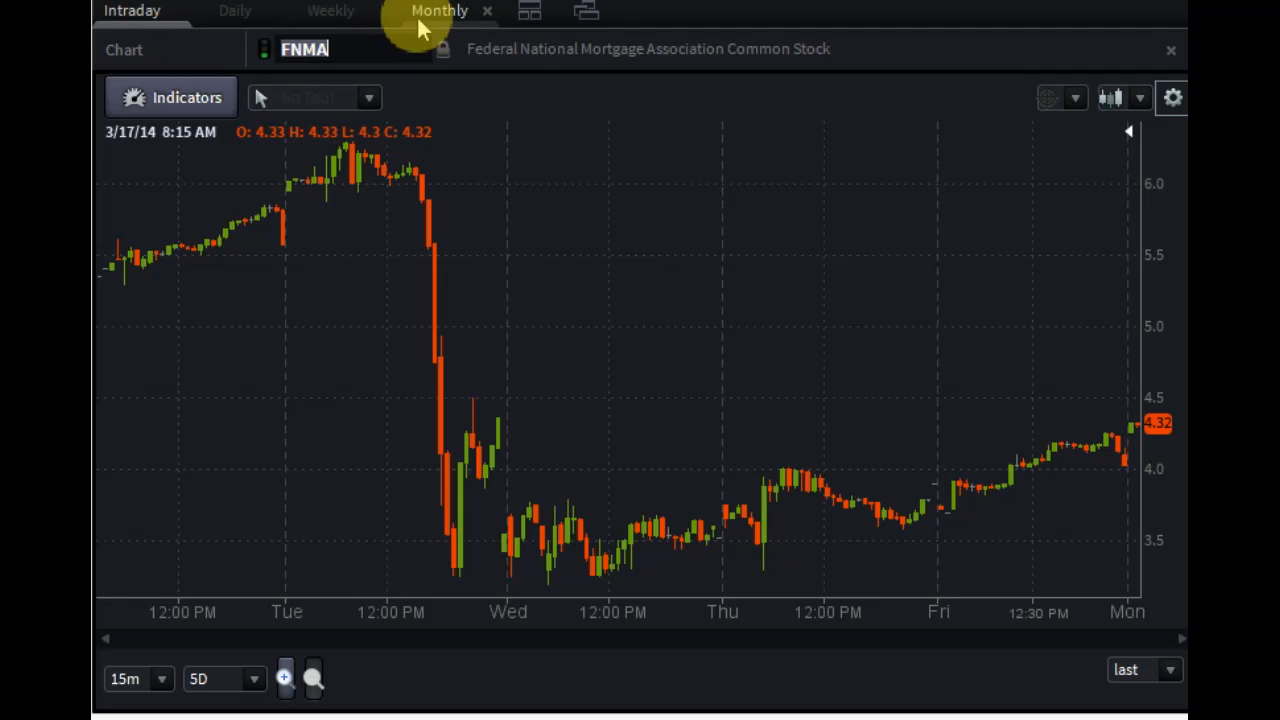 Intraday Daily Weekly Monthly
Chart FNMA Federal National Mortgage Association Common Stock
Indicators No Tool
3/17/14 8:15 AM O: 4.33 H: 4.33 L: 4.3 C: 4.32
6.0
5.5
5.0
4.5
4.32
4.0
3.5
12:00 PM Tue 12:00 PM Wed 12:00 PM Thu 12:00 PM Fri 12:30 PM Mon
15m 5D last